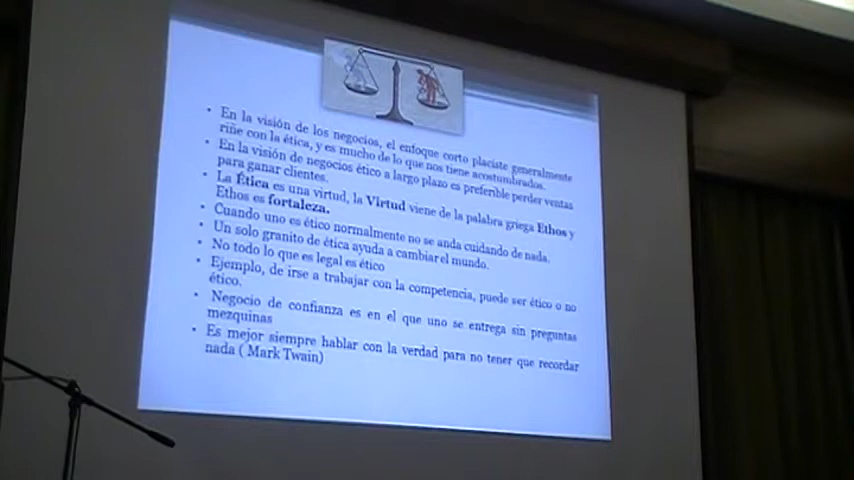 • En la visión de los negocios, el enfoque corto placiste generalmente
riñe con la ética, y es mucho de lo que nos tiene acostumbrados.
• En la visión de negocios ético a largo plazo es preferible perder ventas
para ganar clientes.
• La Ética es una virtud, la Virtud viene de la palabra griega Ethos y
Ethos es fortaleza.
• Cuando uno es ético normalmente no se anda cuidando de nada.
• Un solo granito de ética ayuda a cambiar el mundo.
• No todo lo que es legal es ético
• Ejemplo, de irse a trabajar con la competencia, puede ser ético o no
ético.
• Negocio de confianza es en el que uno se entrega sin preguntas
mezquinas
• Es mejor siempre hablar con la verdad para no tener que recordar
nada ( Mark Twain)